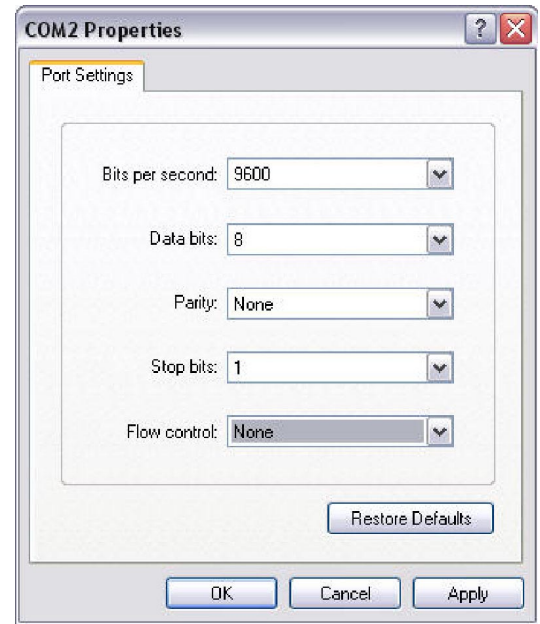 COM2 Properties
Port Settings
Bits per second: 9600
Data bits: 8
Parity: None
Stop bits: 1
Flow control: None
Restore Defaults
OK Cancel Apply